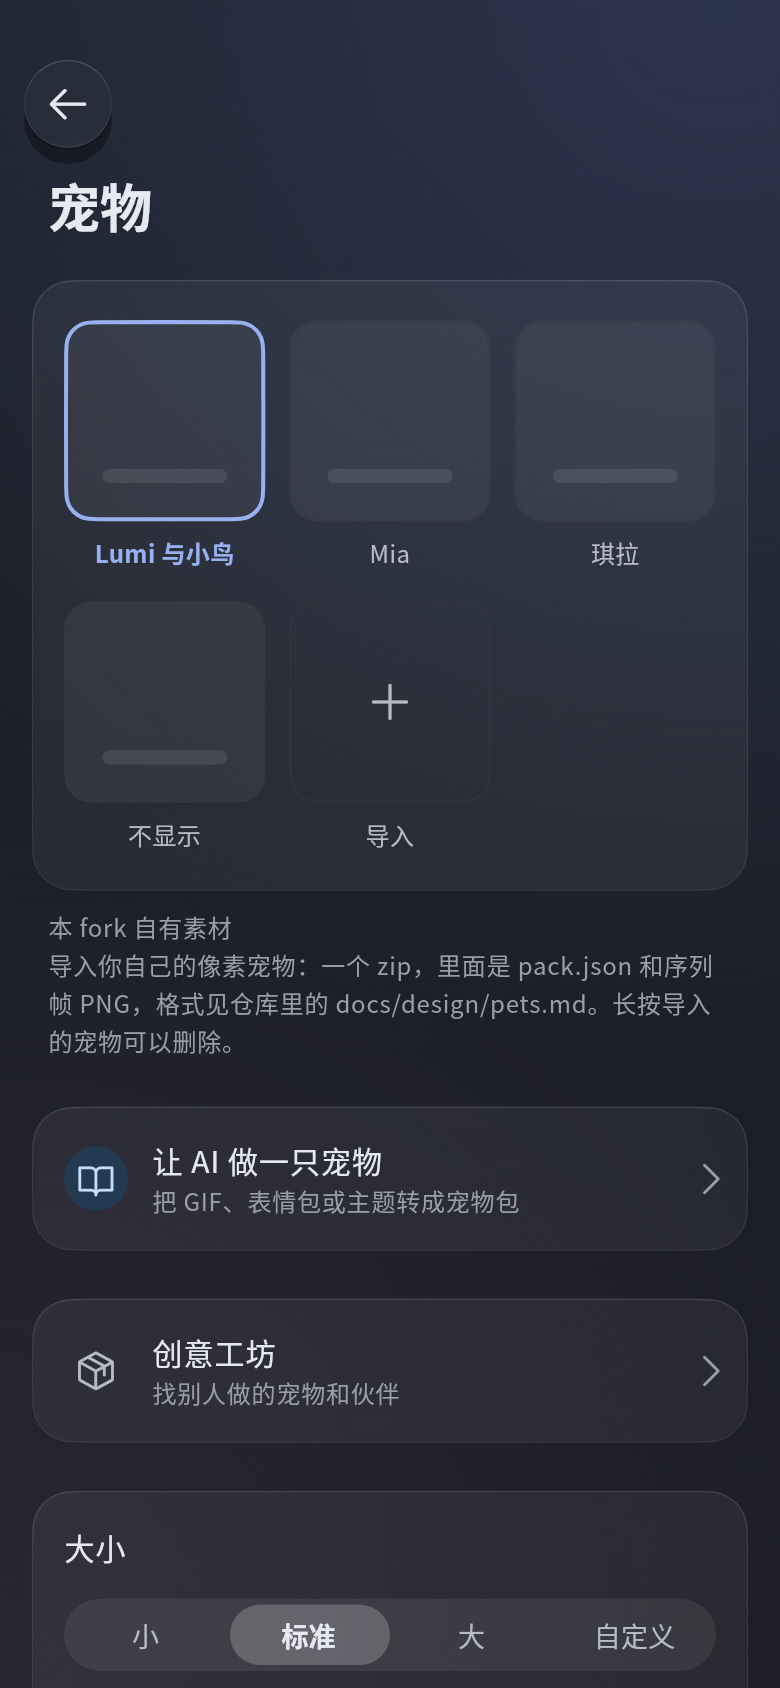 宠物
Lumi 与小鸟
Mia
琪拉
不显示
导入
本 fork 自有素材
导入你自己的像素宠物：一个 zip，里面是 pack.json 和序列
帧 PNG，格式见仓库里的 docs/design/pets.md。长按导入
的宠物可以删除。
让 AI 做一只宠物
把 GIF、表情包或主题转成宠物包
创意工坊
找别人做的宠物和伙伴
大小
小
标准
大
自定义